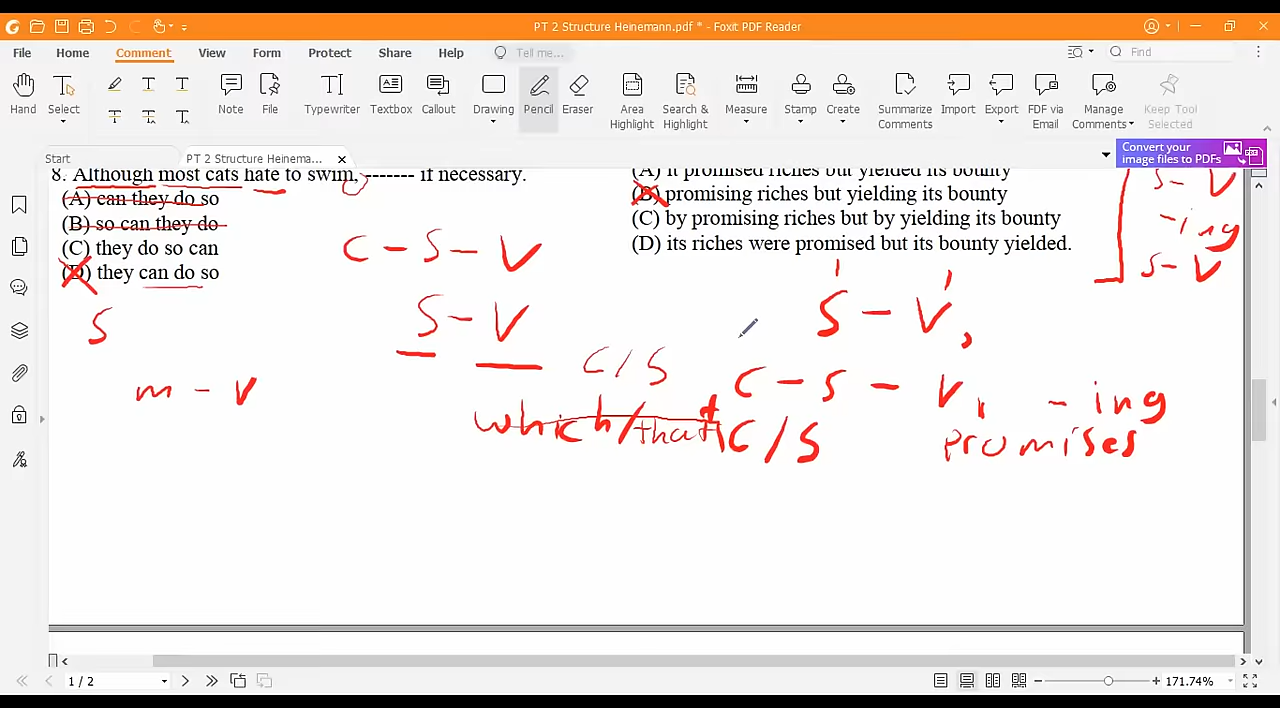 PT 2 Structure Heinemann.pdf * - Foxit PDF Reader
File Home Comment View Form Protect Share Help Tell me... Find
Hand Select Note File Typewriter Textbox Callout Drawing Pencil Eraser Area Highlight Search & Highlight Measure Stamp Create Summarize Comments Import Export FDF via Email Manage Comments Keep Tool Selected
Start PT 2 Structure Heinema...
Convert your
image files to PDFs
8. Although most cats hate to swim, ------- if necessary.
(A) can they do so
(B) so can they do
(C) they do so can
(D) they can do so
(A) it promised riches but yielded its bounty
(B) promising riches but yielding its bounty
(C) by promising riches but by yielding its bounty
(D) its riches were promised but its bounty yielded.
S - V
-ing
S - V
C - S - V
S - V
S
m - v
C/S
which/that
S - V,
C - S - V, -ing
C/S promises
1 / 2
171.74%